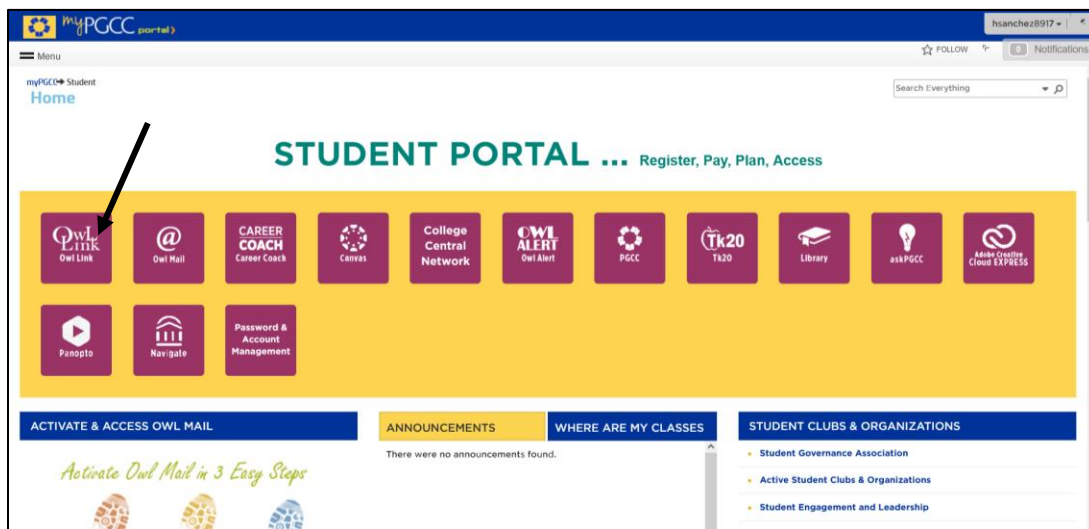 myPGCC portal)
hsanchez8917
Menu
FOLLOW
0 Notifications
myPGCC Student
Home
Search Everything
STUDENT PORTAL ... Register, Pay, Plan, Access
OwL Link
Owl Link
@
Owl Mail
CAREER
COACH
Career Coach
Canvas
College
Central
Network
OWL
ALERT
Owl Alert
PGCC
Tk20
Tk20
Library
askPGCC
Adobe Creative
Cloud EXPRESS
Panopto
Navigate
Password &
Account
Management
ACTIVATE & ACCESS OWL MAIL
Activate Owl Mail in 3 Easy Steps
ANNOUNCEMENTS
WHERE ARE MY CLASSES
There were no announcements found.
STUDENT CLUBS & ORGANIZATIONS
Student Governance Association
Active Student Clubs & Organizations
Student Engagement and Leadership